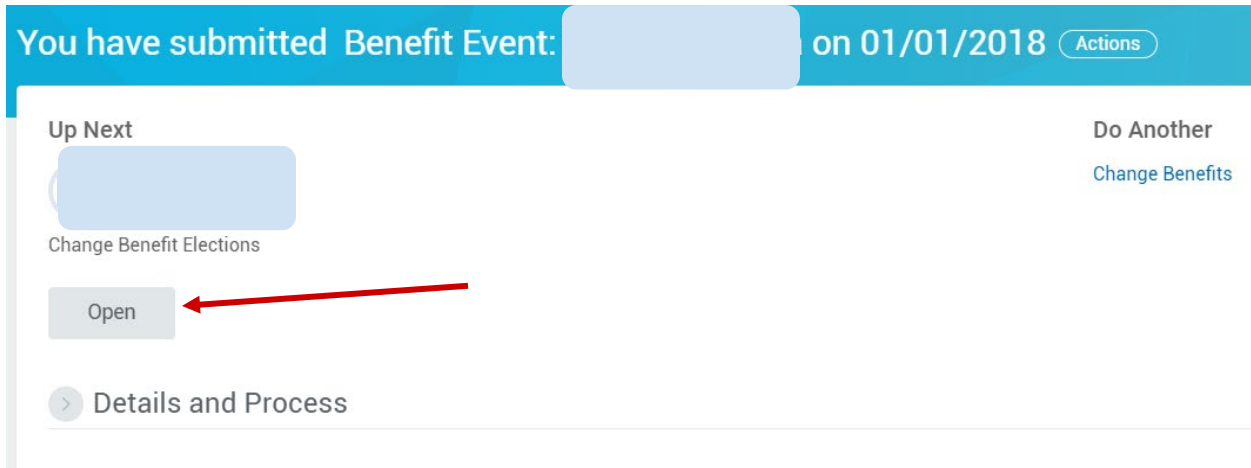 You have submitted Benefit Event: on 01/01/2018 Actions
Up Next
Do Another
Change Benefits
Change Benefit Elections
Open
Details and Process